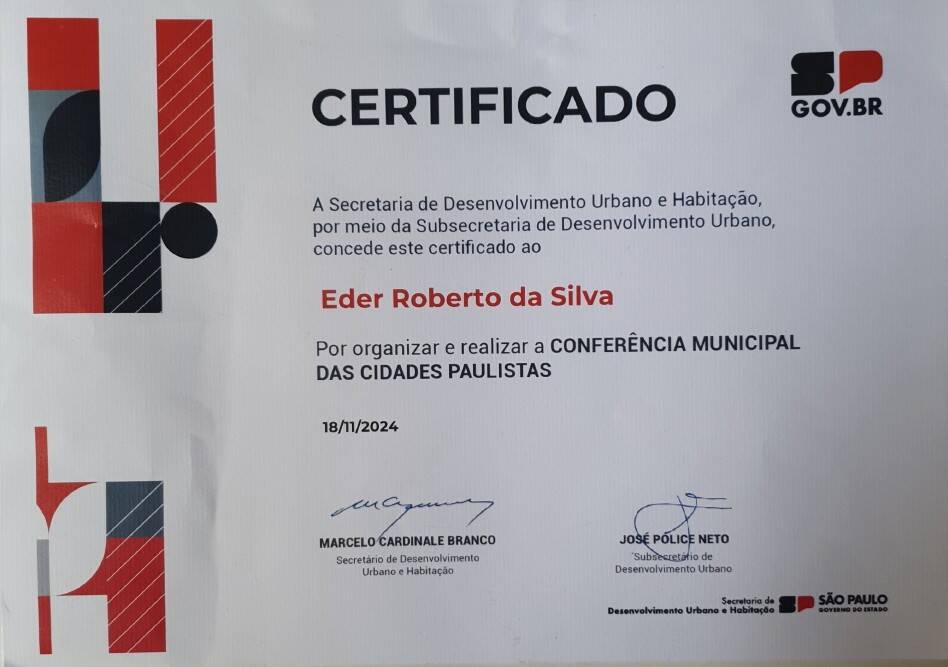 CERTIFICADO
SP
GOV.BR
A Secretaria de Desenvolvimento Urbano e Habitação,
por meio da Subsecretaria de Desenvolvimento Urbano,
concede este certificado ao
Eder Roberto da Silva
Por organizar e realizar a CONFERÊNCIA MUNICIPAL
DAS CIDADES PAULISTAS
18/11/2024
MARCELO CARDINALE BRANCO
Secretário de Desenvolvimento
Urbano e Habitação
JOSÉ POLICE NETO
Subsecretário de
Desenvolvimento Urbano
Secretaria de
Desenvolvimento Urbano e Habitação
SP
SÃO PAULO
GOVERNO DO ESTADO